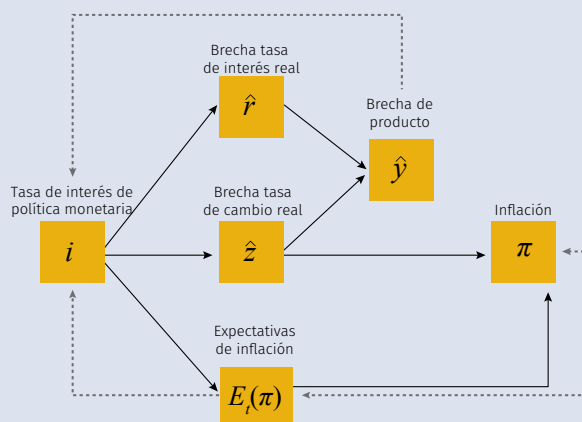 Brecha tasa
de interés real
r̂
Brecha de
producto
ŷ
Tasa de interés de
política monetaria
i
Brecha tasa
de cambio real
ẑ
Inflación
π
Expectativas
de inflación
Eₜ(π)